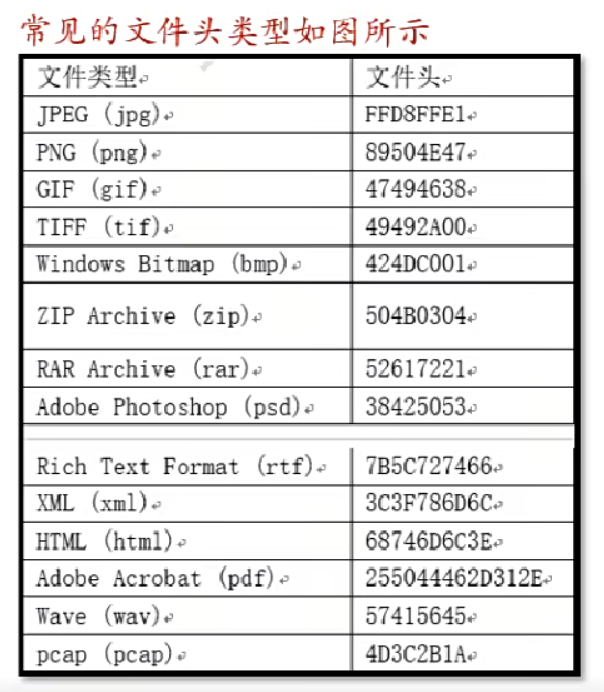 常见的文件头类型如图所示
文件类型↵ 文件头↵
JPEG (jpg)↵ FFD8FFE1↵
PNG (png)↵ 89504E47↵
GIF (gif)↵ 47494638↵
TIFF (tif)↵ 49492A00↵
Windows Bitmap (bmp)↵ 424DC001↵
ZIP Archive (zip)↵ 504B0304↵
RAR Archive (rar)↵ 52617221↵
Adobe Photoshop (psd)↵ 38425053↵
Rich Text Format (rtf)↵ 7B5C727466↵
XML (xml)↵ 3C3F786D6C↵
HTML (html)↵ 68746D6C3E↵
Adobe Acrobat (pdf)↵ 255044462D312E↵
Wave (wav)↵ 57415645↵
pcap (pcap)↵ 4D3C2B1A↵